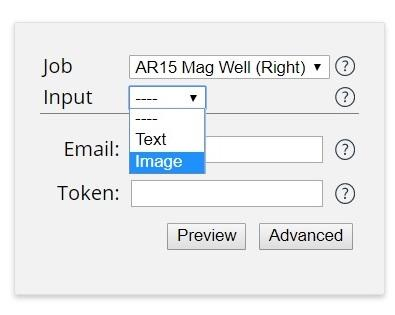 Job AR15 Mag Well (Right) ?
Input ---- ?
----
Text
Image
Email: ?
Token: ?
Preview Advanced